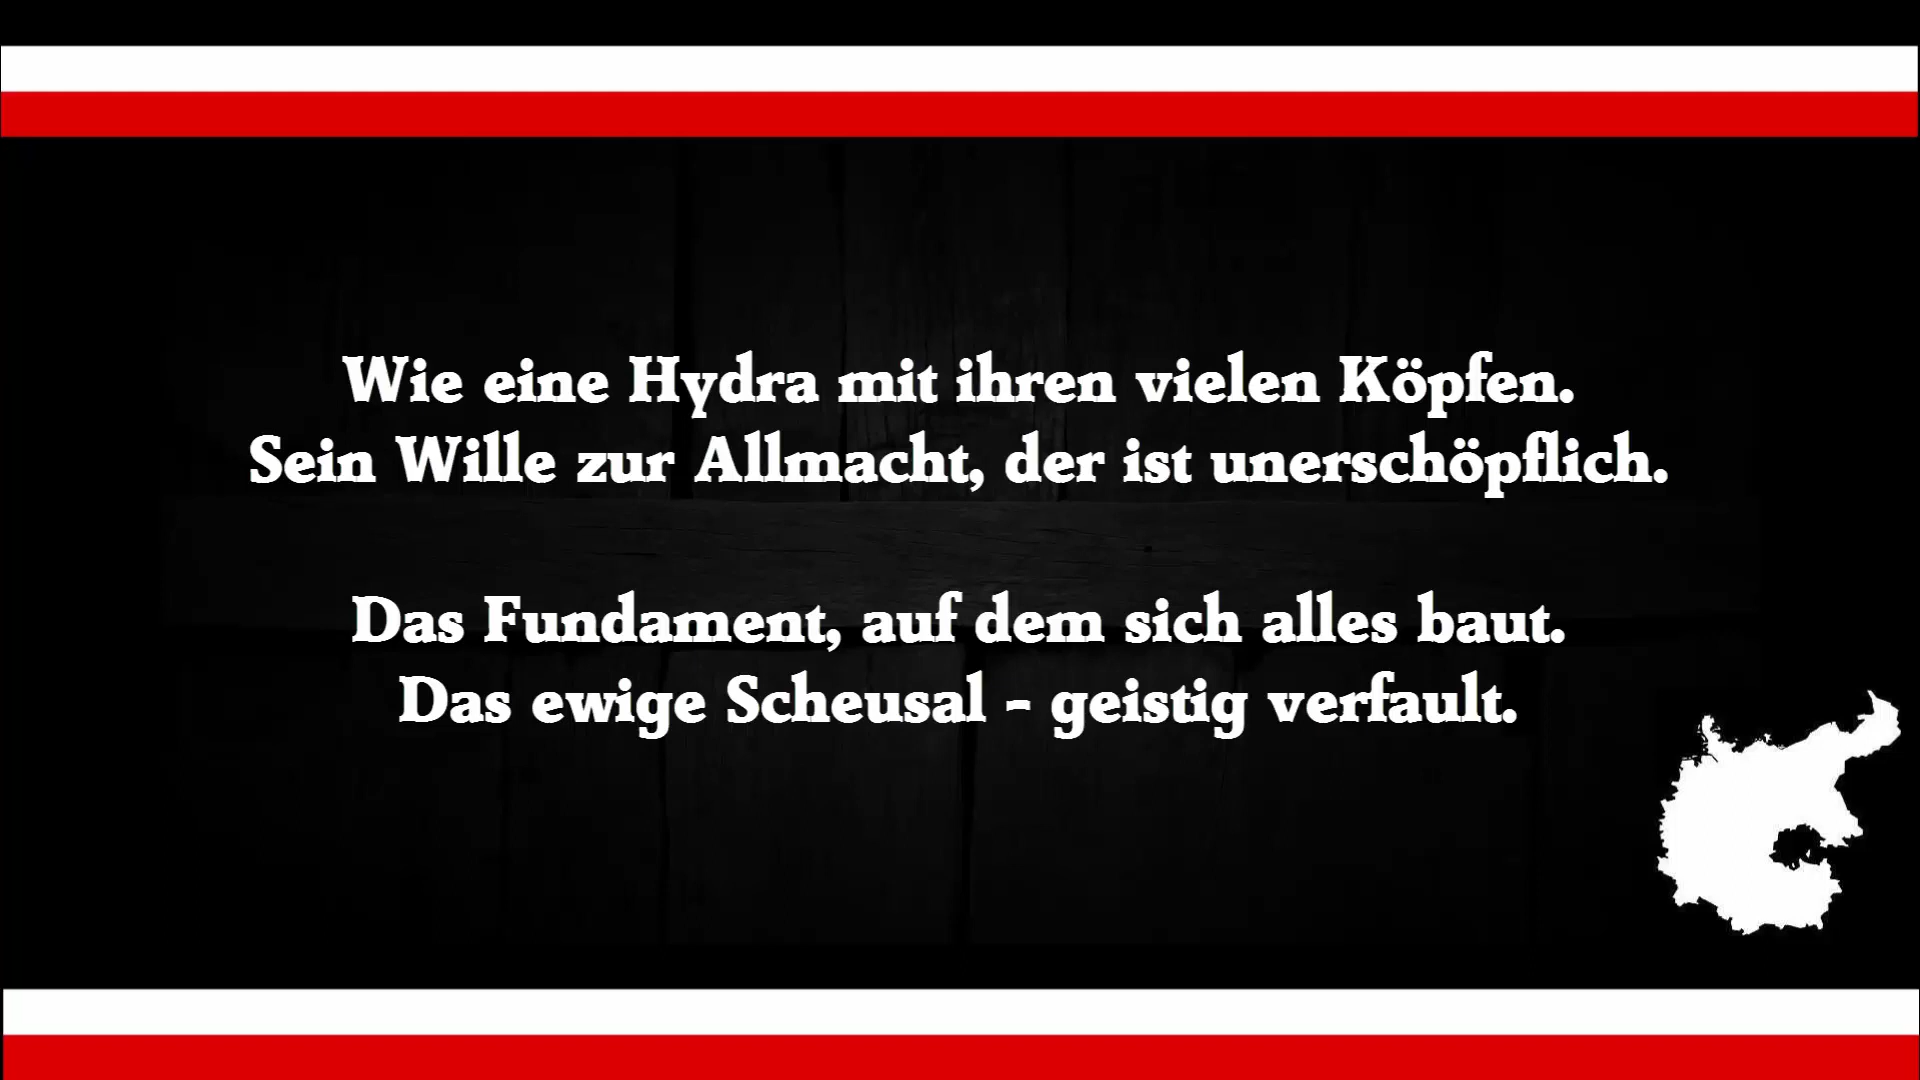 Wie eine Hydra mit ihren vielen Köpfen.
Sein Wille zur Allmacht, der ist unerschöpflich.
Das Fundament, auf dem sich alles baut.
Das ewige Scheusal - geistig verfault.